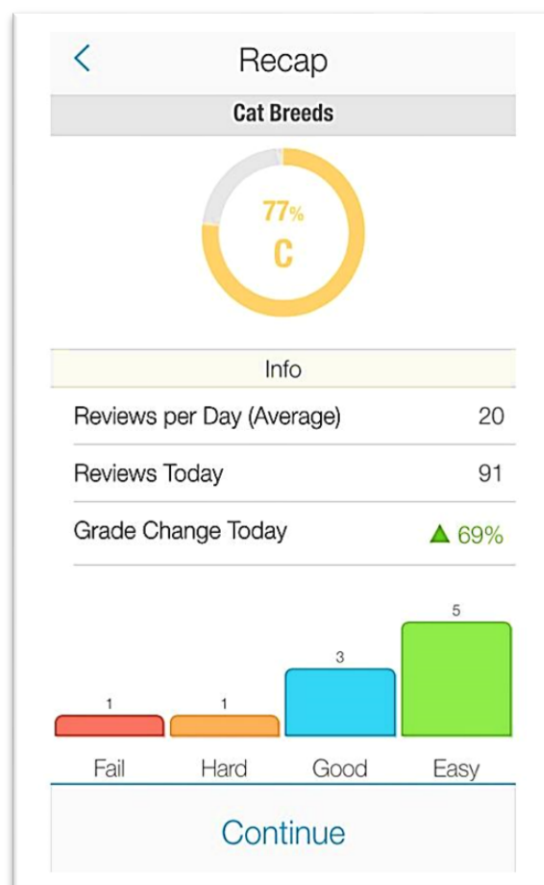 Recap
Cat Breeds
77%
C
Info
Reviews per Day (Average) 20
Reviews Today 91
Grade Change Today ▲ 69%
1 1 3 5
Fail Hard Good Easy
Continue